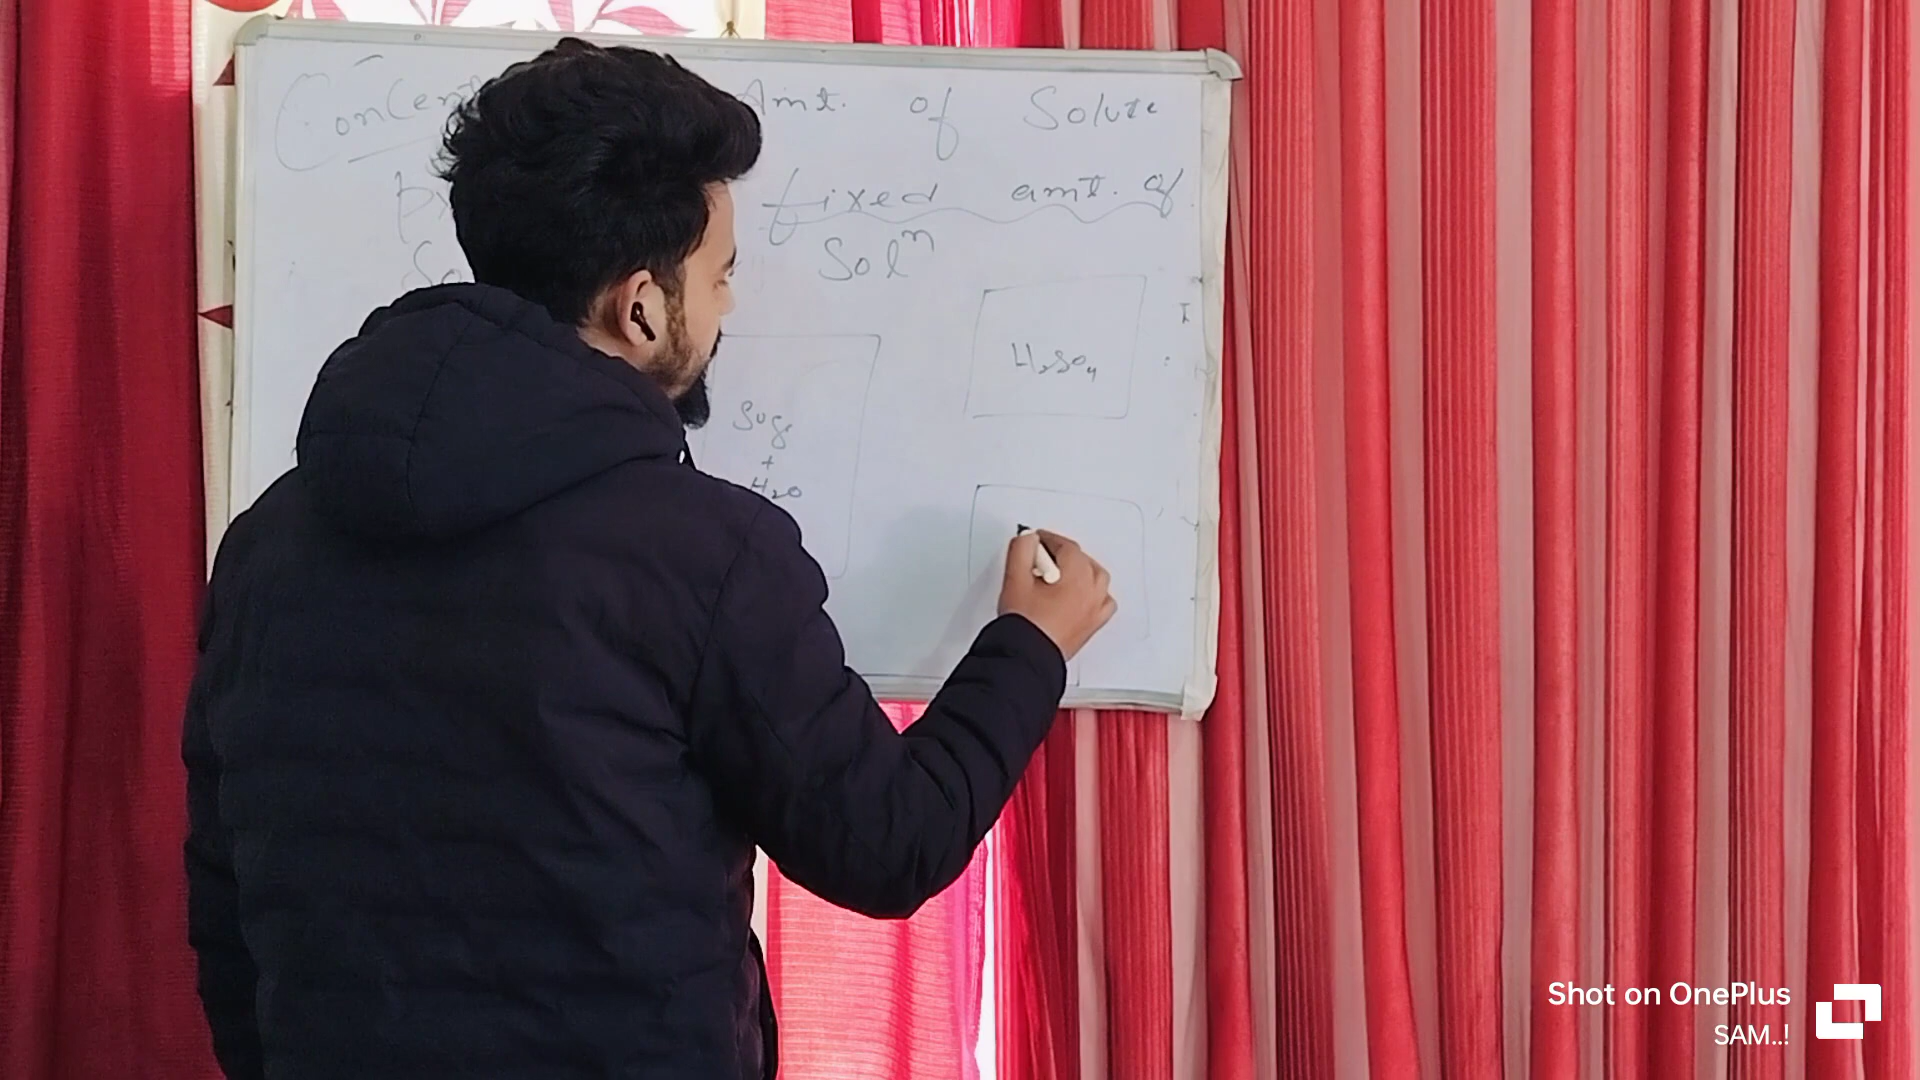 Amt. of Solute
fixed amt. of
Solⁿ
H₂SO₄
Sug
+
H₂O
Shot on OnePlus
SAM..!